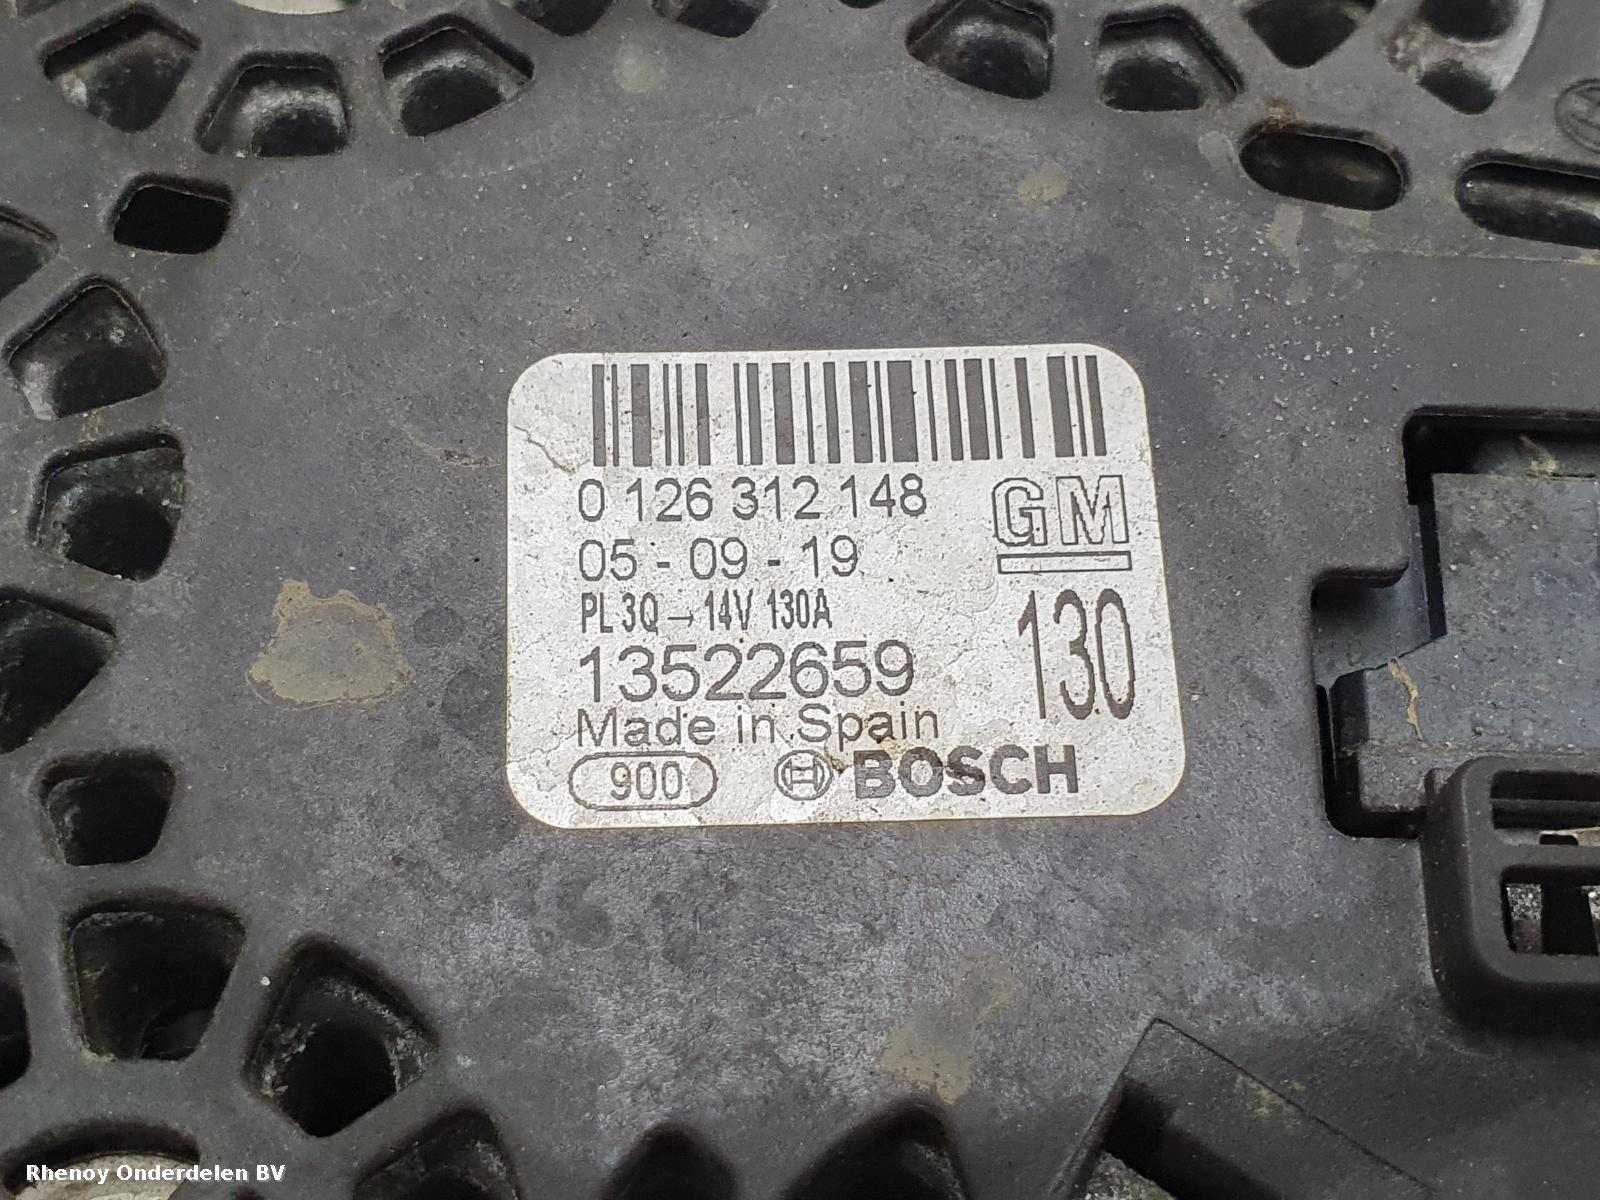 0 126 312 148
GM
05 - 09 - 19
PL 3Q → 14V 130A
130
13522659
Made in Spain
900
BOSCH
Rhenoy Onderdelen BV